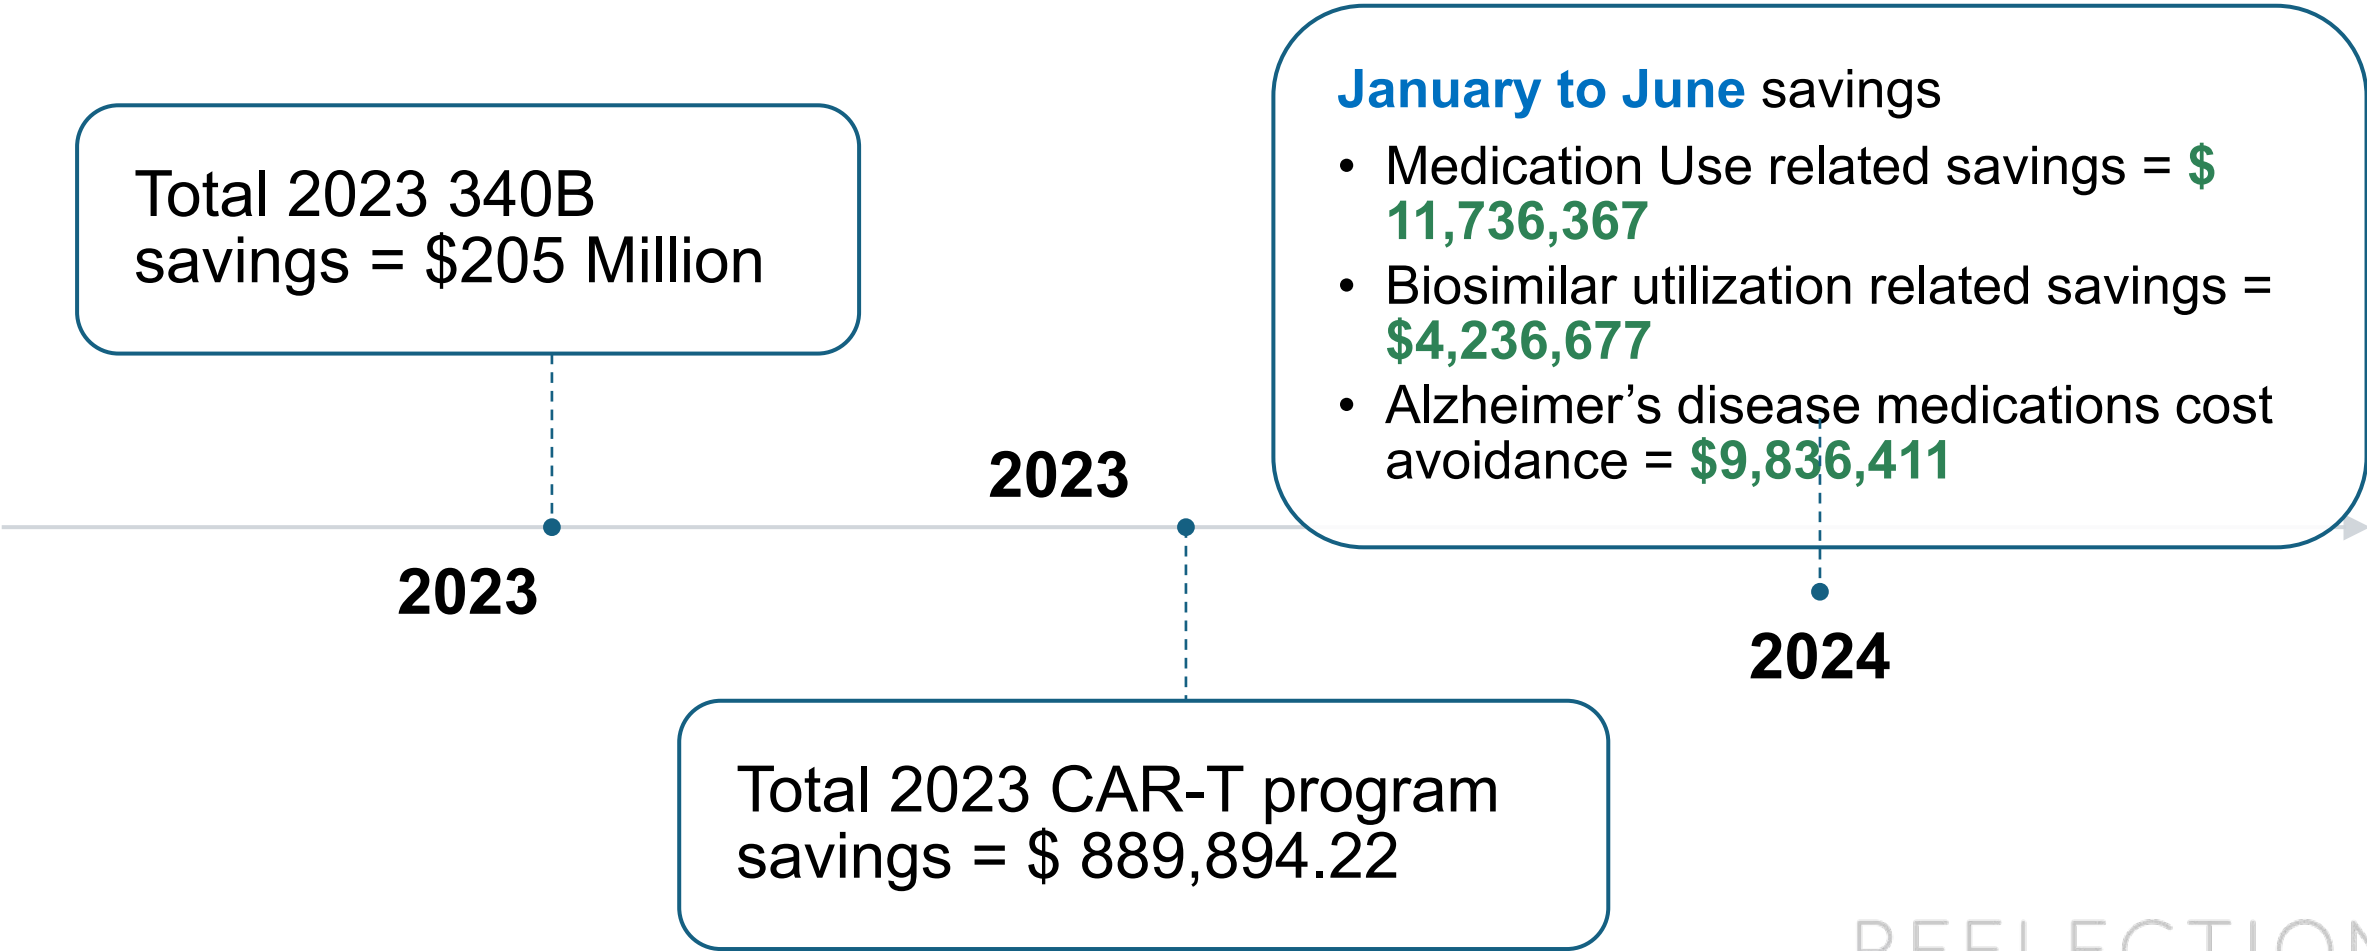 Total 2023 340B
savings = $205 Million
2023
2023
Total 2023 CAR-T program
savings = $ 889,894.22
January to June savings
• Medication Use related savings = $
11,736,367
• Biosimilar utilization related savings =
$4,236,677
• Alzheimer’s disease medications cost
avoidance = $9,836,411
2024
REFLECTION